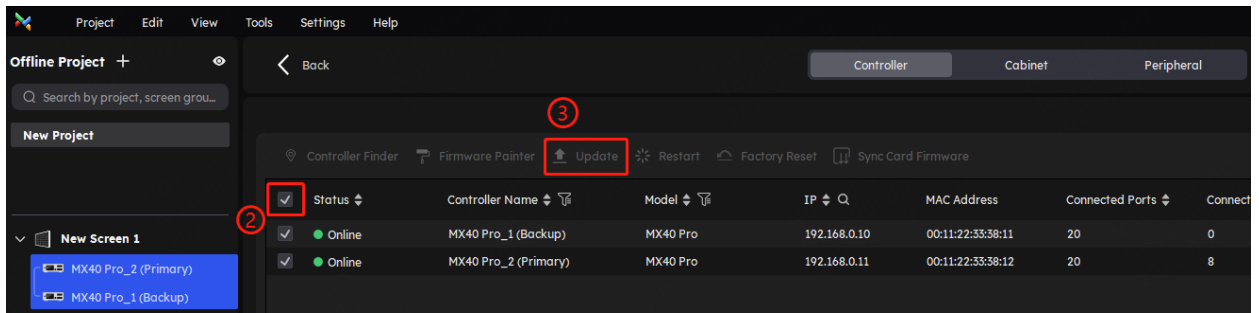 Project Edit View Tools Settings Help
Offline Project +
Back
Controller Cabinet Peripheral
Search by project, screen grou...
New Project
③
Controller Finder Firmware Painter Update Restart Factory Reset Sync Card Firmware
②
Status Controller Name Model IP MAC Address Connected Ports Connect
Online MX40 Pro_1 (Backup) MX40 Pro 192.168.0.10 00:11:22:33:38:11 20 0
Online MX40 Pro_2 (Primary) MX40 Pro 192.168.0.11 00:11:22:33:38:12 20 8
New Screen 1
MX40 Pro_2 (Primary)
MX40 Pro_1 (Backup)